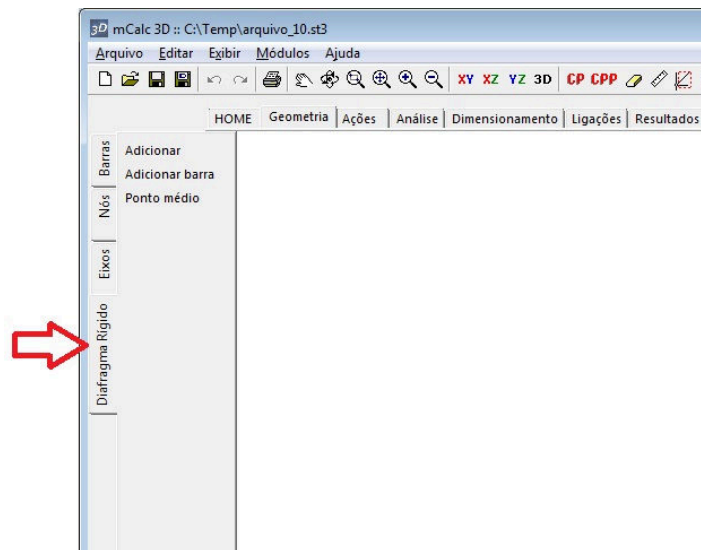 3D mCalc 3D :: C:\Temp\arquivo_10.st3
Arquivo Editar Exibir Módulos Ajuda
XY XZ YZ 3D CP CPP
HOME Geometria Ações Análise Dimensionamento Ligações Resultados
Barras
Nós
Eixos
Diafragma Rígido
Adicionar
Adicionar barra
Ponto médio